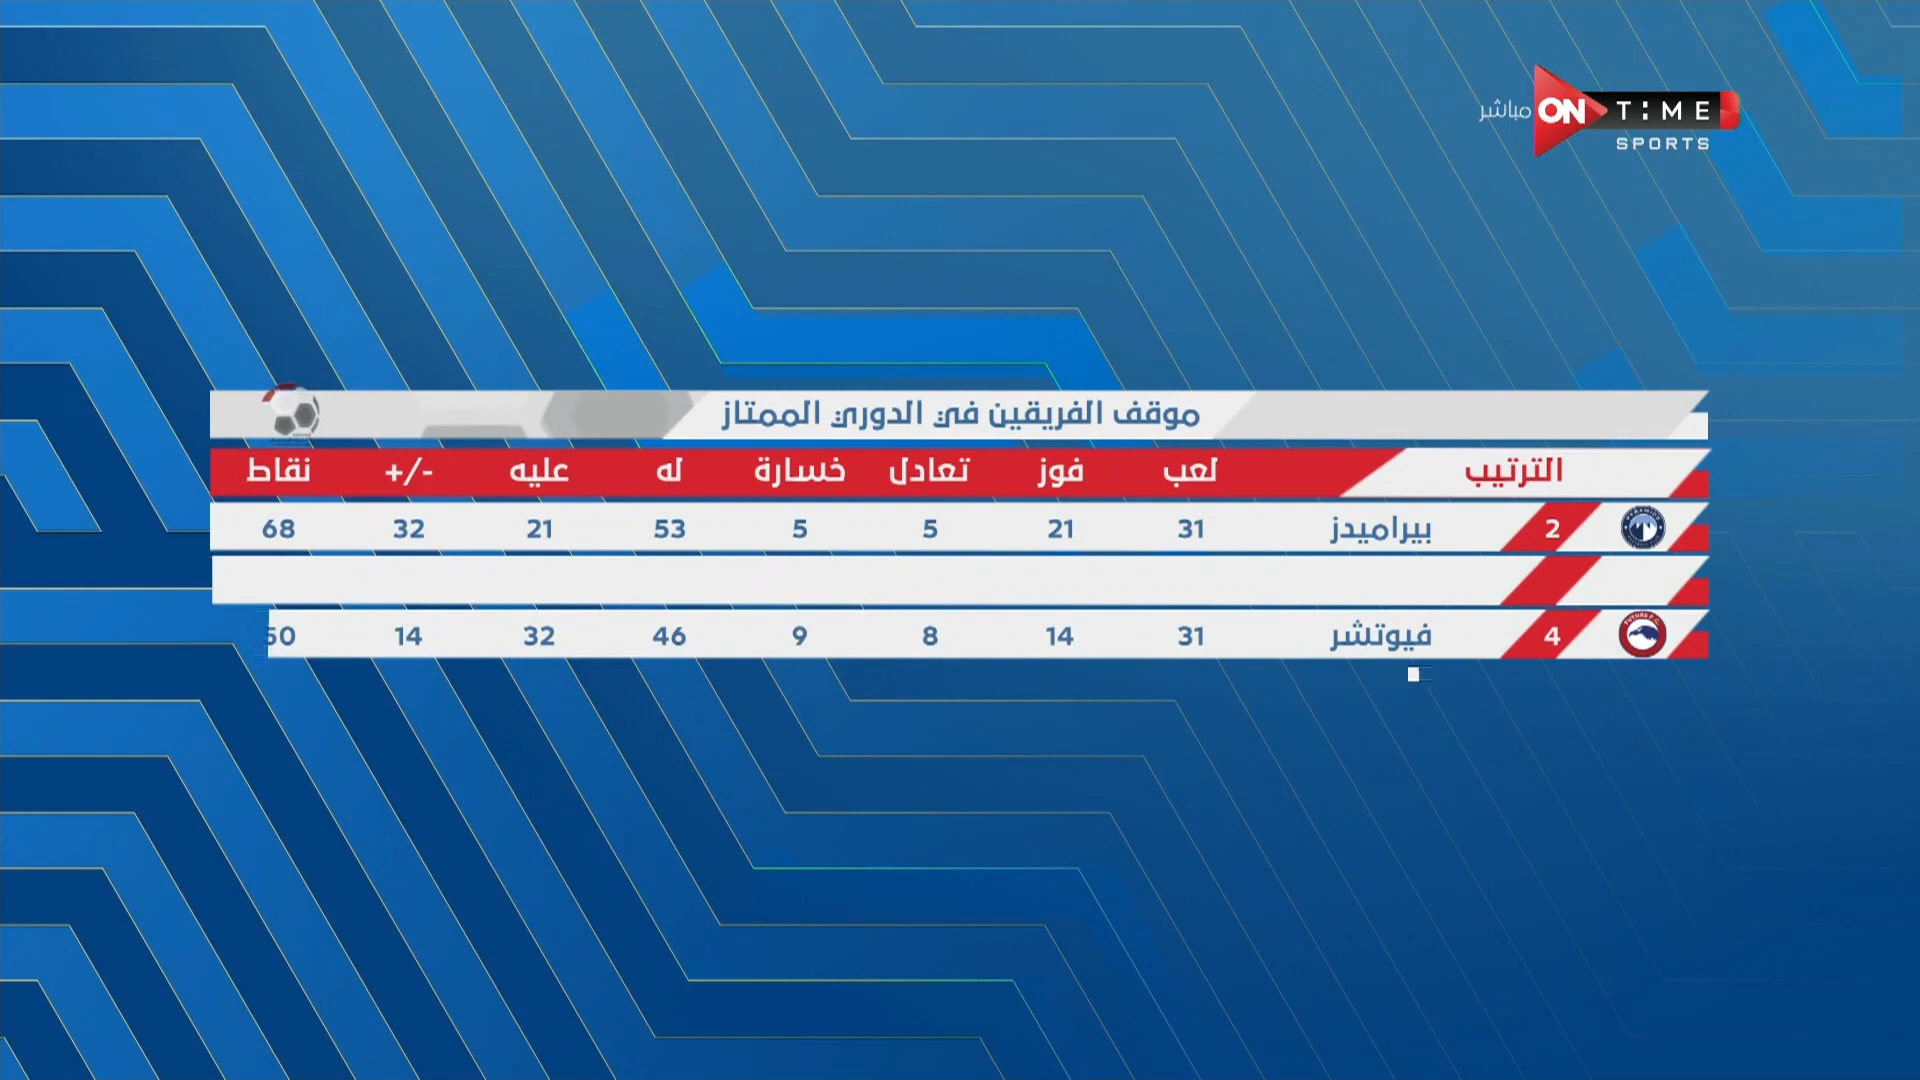 مباشر ON TIME
SPORTS
موقف الفريقين في الدوري الممتاز
الترتيب لعب فوز تعادل خسارة له عليه +/- نقاط
2 بيراميدز 31 21 5 5 53 21 32 68
4 فيوتشر 31 14 8 9 46 32 14 50